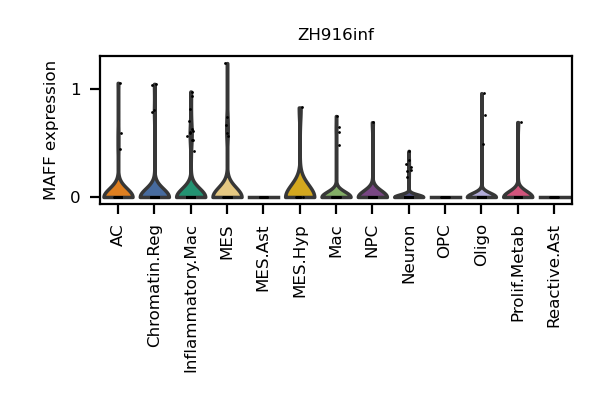 ZH916inf
MAFF expression
1
0
AC
Chromatin.Reg
Inflammatory.Mac
MES
MES.Ast
MES.Hyp
Mac
NPC
Neuron
OPC
Oligo
Prolif.Metab
Reactive.Ast